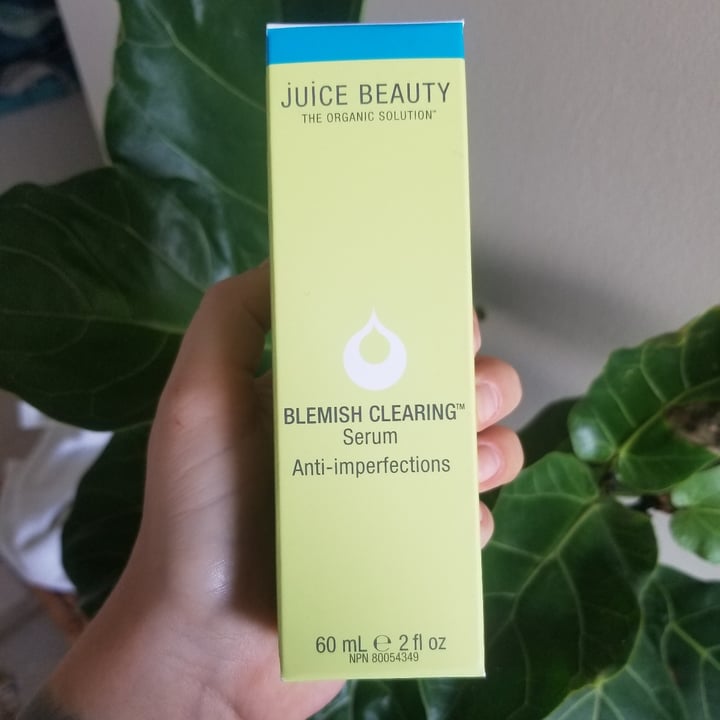 juice BEAUTY
THE ORGANIC SOLUTION™
BLEMISH CLEARING™
Serum
Anti-imperfections
60 mL ℮ 2 fl oz
NPN 80054349